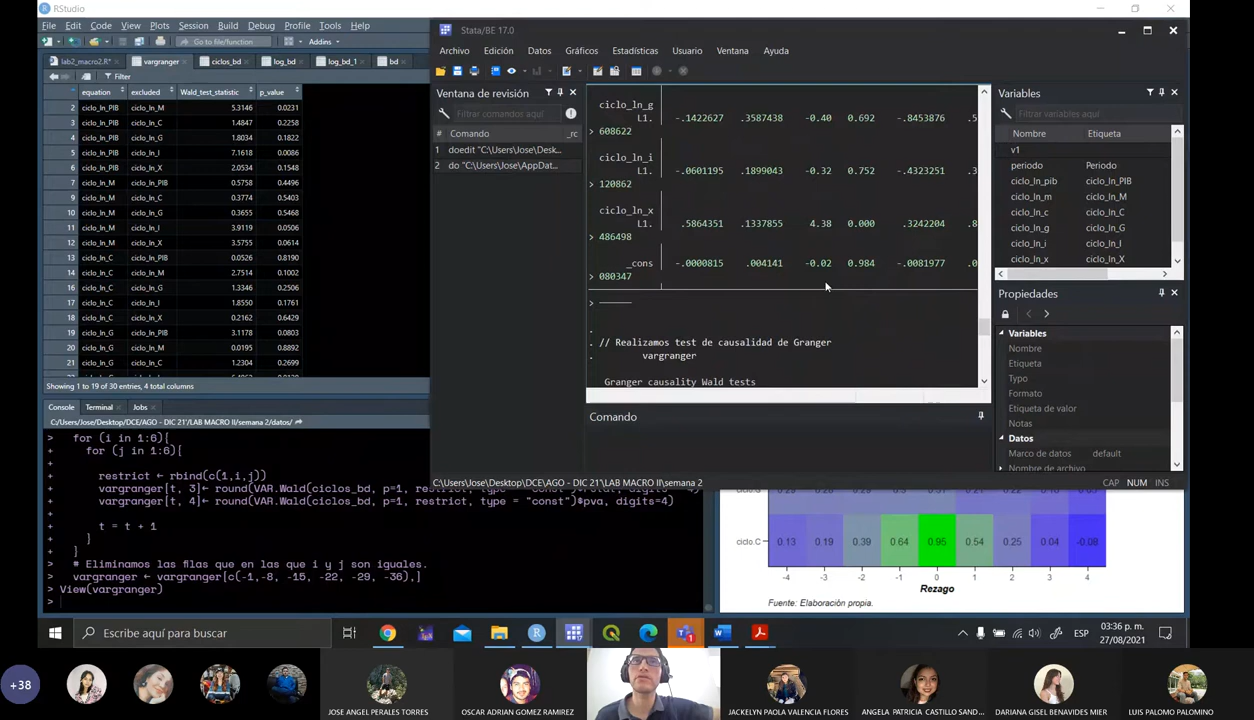 RStudio
File Edit Code View Plots Session Build Debug Profile Tools Help
Go to file/function Addins
lab2_macro2.R* vargranger ciclos_bd log_bd log_bd_1 bd
Filter
equation excluded Wald_test_statistic p_value
2 ciclo_ln_PIB ciclo_ln_M 5.3146 0.0231
3 ciclo_ln_PIB ciclo_ln_C 1.4847 0.2258
4 ciclo_ln_PIB ciclo_ln_G 1.8034 0.1822
5 ciclo_ln_PIB ciclo_ln_I 7.1618 0.0086
6 ciclo_ln_PIB ciclo_ln_X 2.0534 0.1548
7 ciclo_ln_M ciclo_ln_PIB 0.5758 0.4496
9 ciclo_ln_M ciclo_ln_C 0.3774 0.5403
10 ciclo_ln_M ciclo_ln_G 0.3655 0.5468
11 ciclo_ln_M ciclo_ln_I 3.9119 0.0506
12 ciclo_ln_M ciclo_ln_X 3.5755 0.0614
13 ciclo_ln_C ciclo_ln_PIB 0.0526 0.8190
14 ciclo_ln_C ciclo_ln_M 2.7514 0.1002
16 ciclo_ln_C ciclo_ln_G 1.3346 0.2506
17 ciclo_ln_C ciclo_ln_I 1.8550 0.1761
18 ciclo_ln_C ciclo_ln_X 0.2162 0.6429
19 ciclo_ln_G ciclo_ln_PIB 3.1178 0.0803
20 ciclo_ln_G ciclo_ln_M 0.0195 0.8892
21 ciclo_ln_G ciclo_ln_C 1.2304 0.2699
Showing 1 to 19 of 30 entries, 4 total columns
Console Terminal Jobs
C:/Users/Jose/Desktop/DCE/AGO - DIC 21'/LAB MACRO II/semana 2/datos/
> for (i in 1:6){
+ for (j in 1:6){
+
+ restrict ← rbind(c(1,i,j))
+ vargranger[t, 3]← round(VAR.Wald(ciclos_bd, p=1, restrict, type = "const")$stat, digits=4)
+ vargranger[t, 4]← round(VAR.Wald(ciclos_bd, p=1, restrict, type = "const")$pva, digits=4)
+
+ t = t + 1
+ }
+ }
> # Eliminamos las filas que en las que i y j son iguales.
> vargranger ← vargranger[c(-1,-8, -15, -22, -29, -36),]
> View(vargranger)
>
Stata/BE 17.0
Archivo Edición Datos Gráficos Estadísticas Usuario Ventana Ayuda
Ventana de revisión
Filtrar comandos aquí
# Comando _rc
1 doedit "C:\Users\Jose\Desk...
2 do "C:\Users\Jose\AppDat...
ciclo_ln_g
L1. -.1422627 .3587438 -0.40 0.692 -.8453876 .5
> 608622
ciclo_ln_i
L1. -.0601195 .1899043 -0.32 0.752 -.4323251 .3
> 120862
ciclo_ln_x
L1. .5864351 .1337855 4.38 0.000 .3242204 .8
> 486498
_cons -.0000815 .004141 -0.02 0.984 -.0081977 .0
> 080347
>
.
. // Realizamos test de causalidad de Granger
. vargranger
Granger causality Wald tests
Comando
C:\Users\Jose\Desktop\DCE\AGO - DIC 21'\LAB MACRO II\semana 2
CAP NUM INS
Variables
Filtrar variables aquí
Nombre Etiqueta
v1
periodo Periodo
ciclo_ln_pib ciclo_ln_PIB
ciclo_ln_m ciclo_ln_M
ciclo_ln_c ciclo_ln_C
ciclo_ln_g ciclo_ln_G
ciclo_ln_i ciclo_ln_I
ciclo_ln_x ciclo_ln_X
Propiedades
Variables
Nombre
Etiqueta
Tipo
Formato
Etiqueta de valor
Notas
Datos
Marco de datos default
Nombre de archivo
ciclo.C 0.13 0.19 0.39 0.64 0.95 0.54 0.25 0.04 -0.08
-4 -3 -2 -1 0 1 2 3 4
Rezago
Fuente: Elaboración propia.
Escribe aquí para buscar
1
ESP
03:36 p. m.
27/08/2021
+38
JOSE ANGEL PERALES TORRES
OSCAR ADRIAN GOMEZ RAMIREZ
JACKELYN PAOLA VALENCIA FLORES
ANGELA PATRICIA CASTILLO SAND...
DARIANA GISEL BENAVIDES MIER
LUIS PALOMO PALOMINO